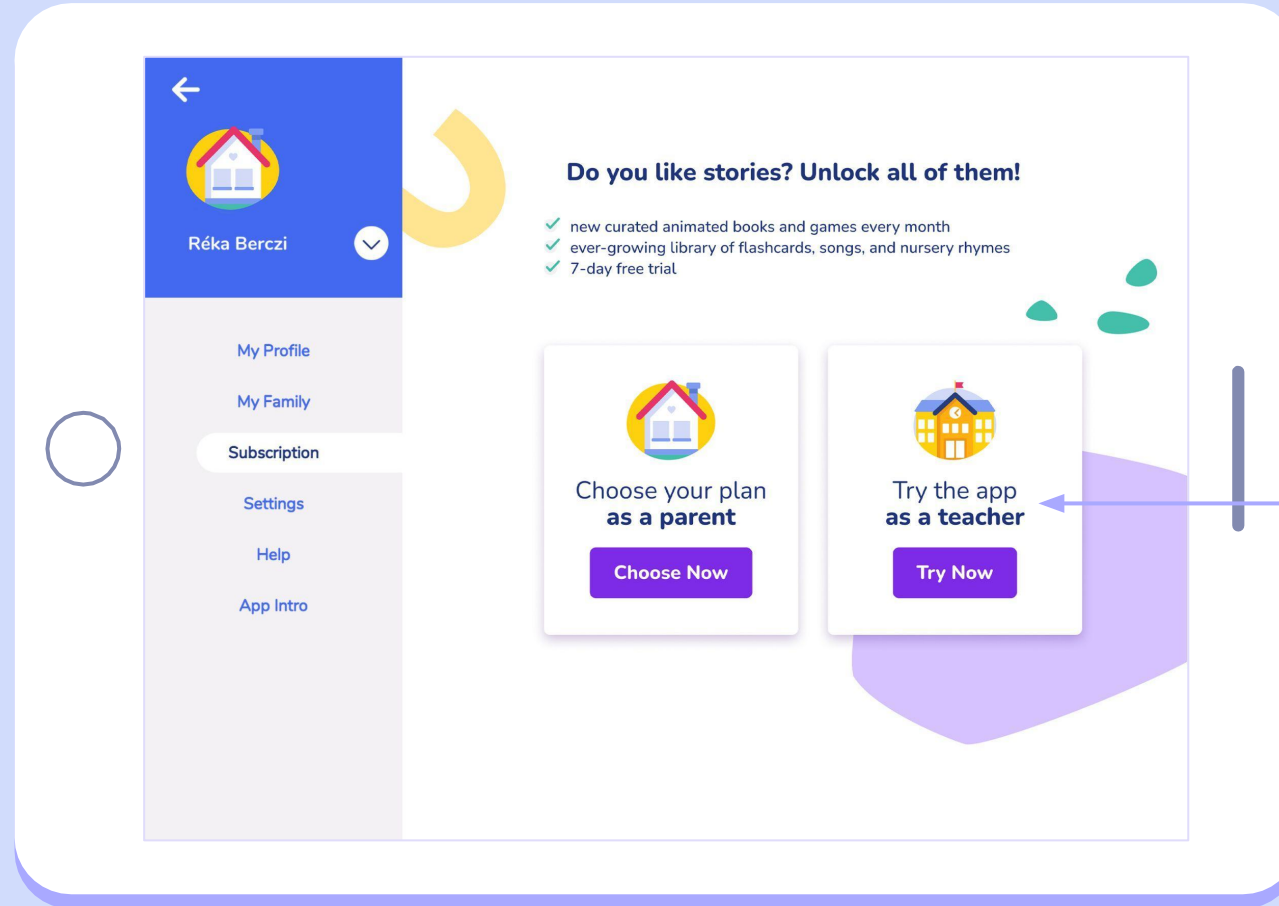 Réka Berczi
My Profile
My Family
Subscription
Settings
Help
App Intro
Do you like stories? Unlock all of them!
new curated animated books and games every month
ever-growing library of flashcards, songs, and nursery rhymes
7-day free trial
Choose your plan
as a parent
Choose Now
Try the app
as a teacher
Try Now